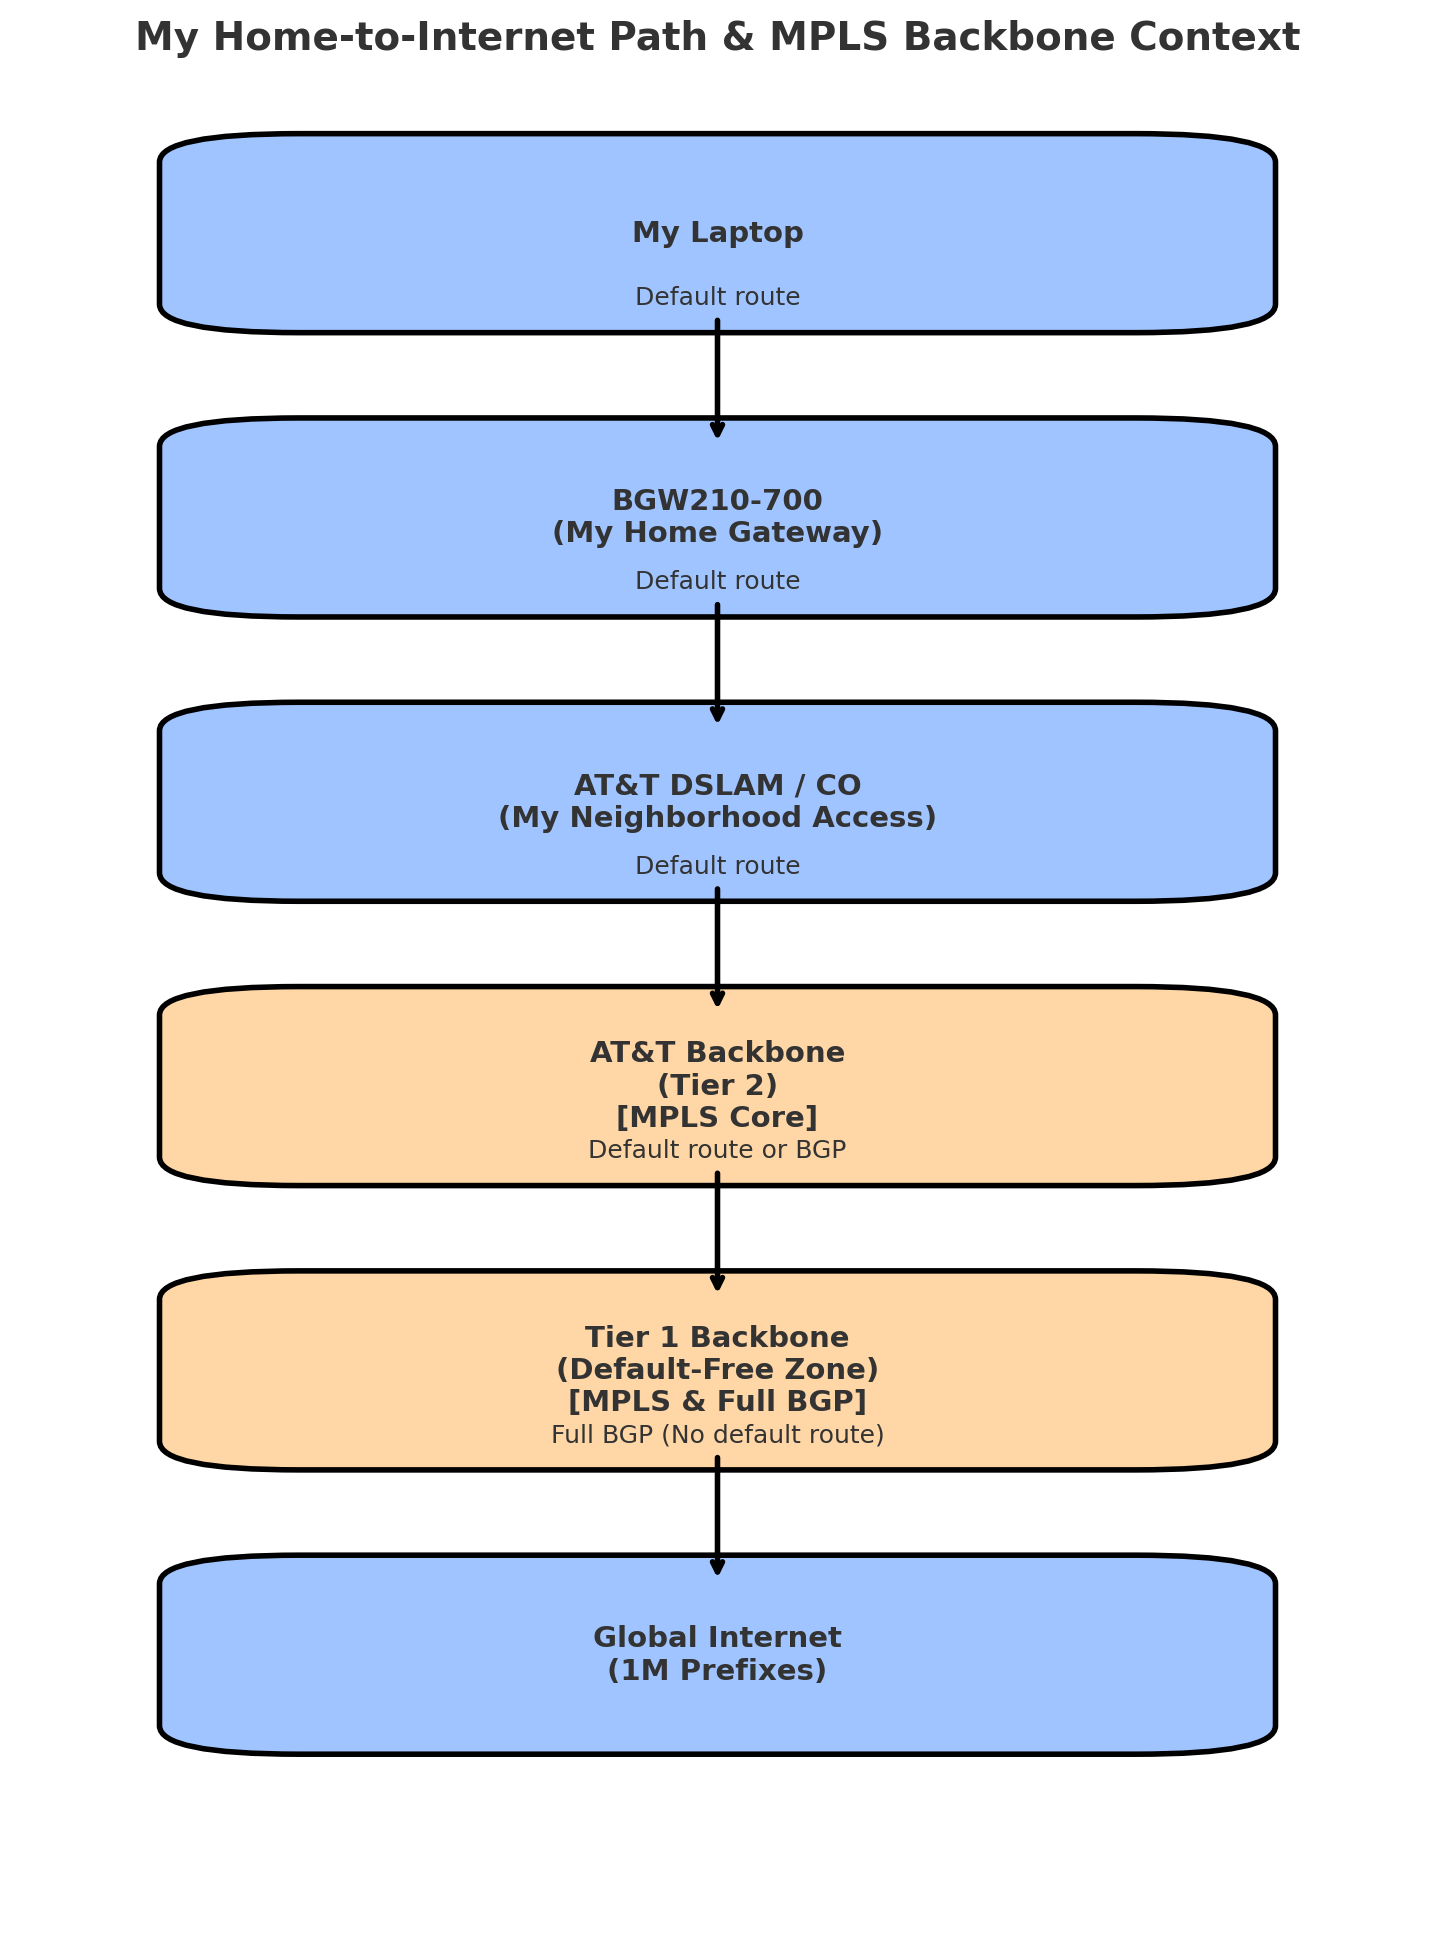 My Home-to-Internet Path & MPLS Backbone Context
My Laptop
Default route
BGW210-700
(My Home Gateway)
Default route
AT&T DSLAM / CO
(My Neighborhood Access)
Default route
AT&T Backbone
(Tier 2)
[MPLS Core]
Default route or BGP
Tier 1 Backbone
(Default-Free Zone)
[MPLS & Full BGP]
Full BGP (No default route)
Global Internet
(1M Prefixes)